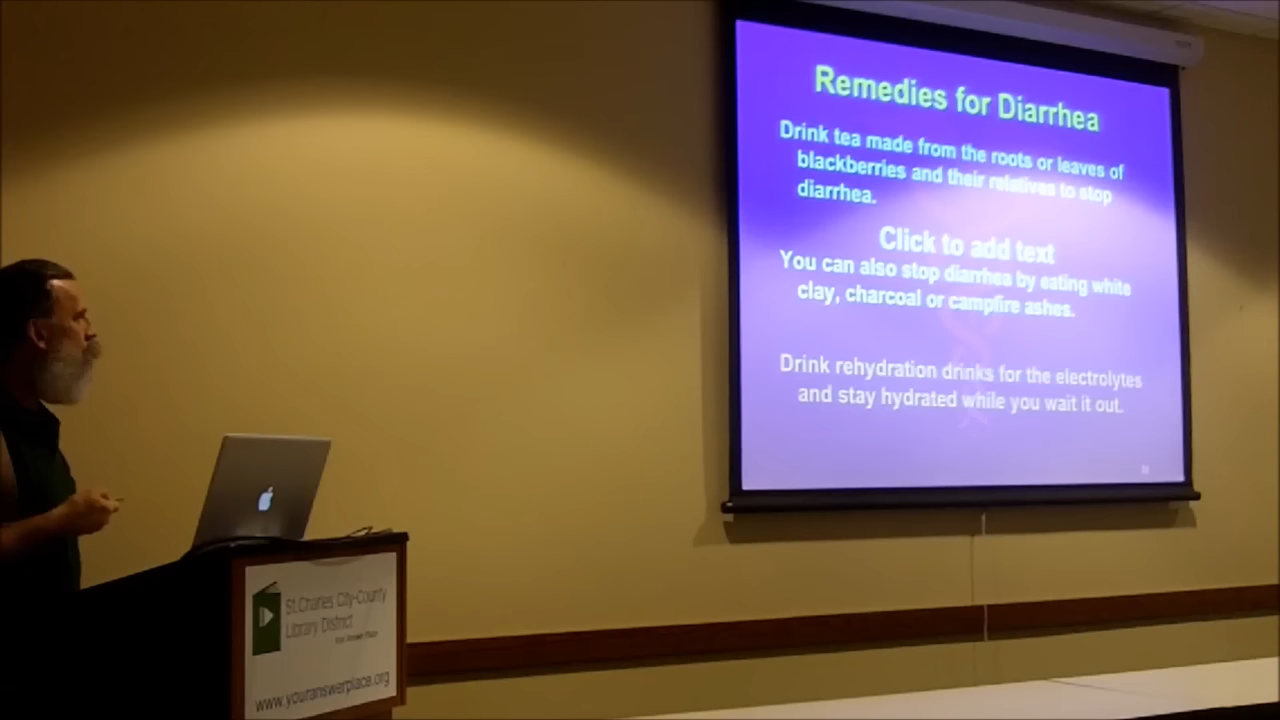 Remedies for Diarrhea
Drink tea made from the roots or leaves of
blackberries and their relatives to stop
diarrhea.
Click to add text
You can also stop diarrhea by eating white
clay, charcoal or campfire ashes.
Drink rehydration drinks for the electrolytes
and stay hydrated while you wait it out.
St. Charles City-County
Library District
Your Answer Place
www.youranswerplace.org